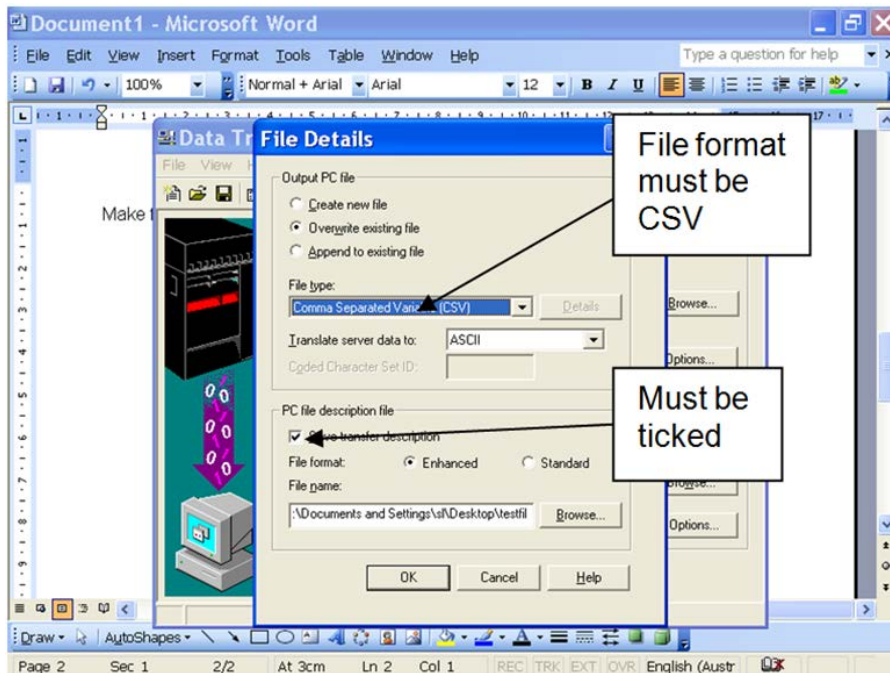 Document1 - Microsoft Word
File Edit View Insert Format Tools Table Window Help
Type a question for help
100% Normal + Arial Arial 12 B I U
Data Tr
File View
File Details
File format must be CSV
Output PC file
Create new file
Overwrite existing file
Append to existing file
Make
File type:
Comma Separated (CSV)
Details
Browse...
Translate server data to: ASCII
Coded Character Set ID:
Options...
Must be ticked
PC file description file
transfer description
File format: Enhanced Standard
File name:
:\Documents and Settings\sl\Desktop\testfil Browse...
Browse...
Options...
OK Cancel Help
Draw AutoShapes
Page 2 Sec 1 2/2 At 3cm Ln 2 Col 1 REC TRK EXT OVR English (Austr